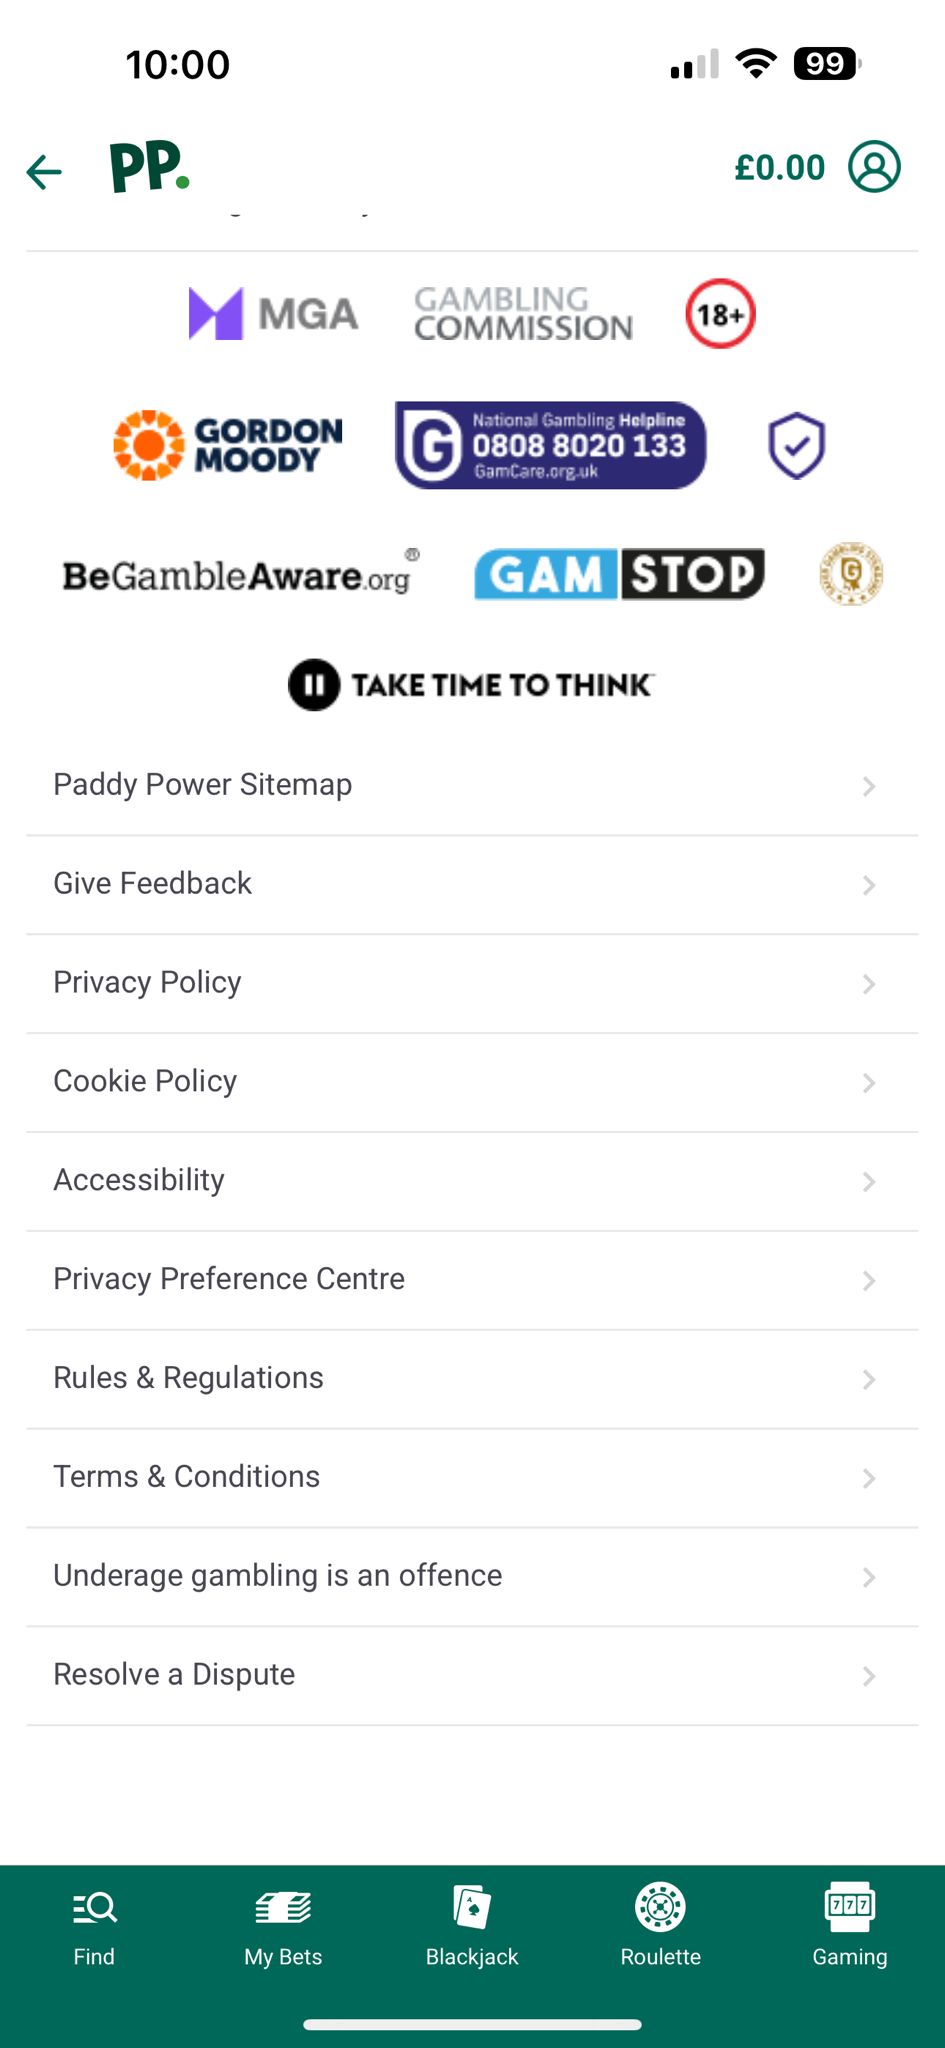 10:00
99
PP.
£0.00
MGA
GAMBLING
COMMISSION
18+
GORDON
MOODY
G
National Gambling Helpline
0808 8020 133
GamCare.org.uk
BeGambleAware.org®
GAMSTOP
G
TAKE TIME TO THINK
Paddy Power Sitemap
Give Feedback
Privacy Policy
Cookie Policy
Accessibility
Privacy Preference Centre
Rules & Regulations
Terms & Conditions
Underage gambling is an offence
Resolve a Dispute
A
777
Find
My Bets
Blackjack
Roulette
Gaming